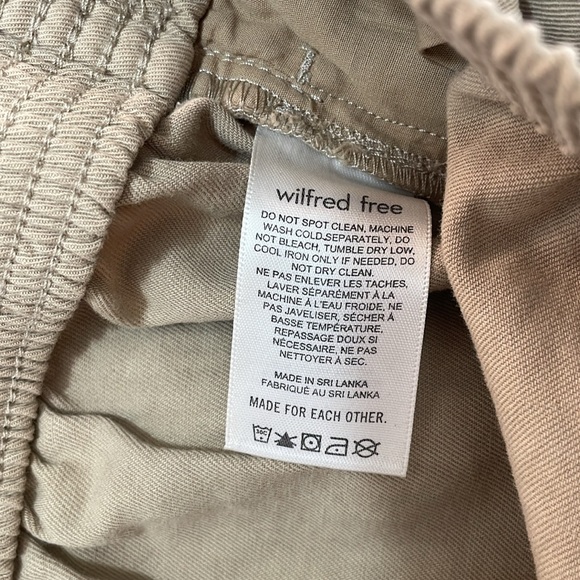 wilfred free
DO NOT SPOT CLEAN, MACHINE
WASH COLD SEPARATELY, DO
NOT BLEACH, TUMBLE DRY LOW,
COOL IRON ONLY IF NEEDED, DO
NOT DRY CLEAN.
NE PAS ENLEVER LES TACHES,
LAVER SÉPARÉMENT À LA
MACHINE À L'EAU FROIDE, NE
PAS JAVELISER, SÉCHER À
BASSE TEMPÉRATURE,
REPASSAGE DOUX SI
NÉCESSAIRE, NE PAS
NETTOYER À SEC.
MADE IN SRI LANKA
FABRIQUÉ AU SRI LANKA
MADE FOR EACH OTHER.
30C